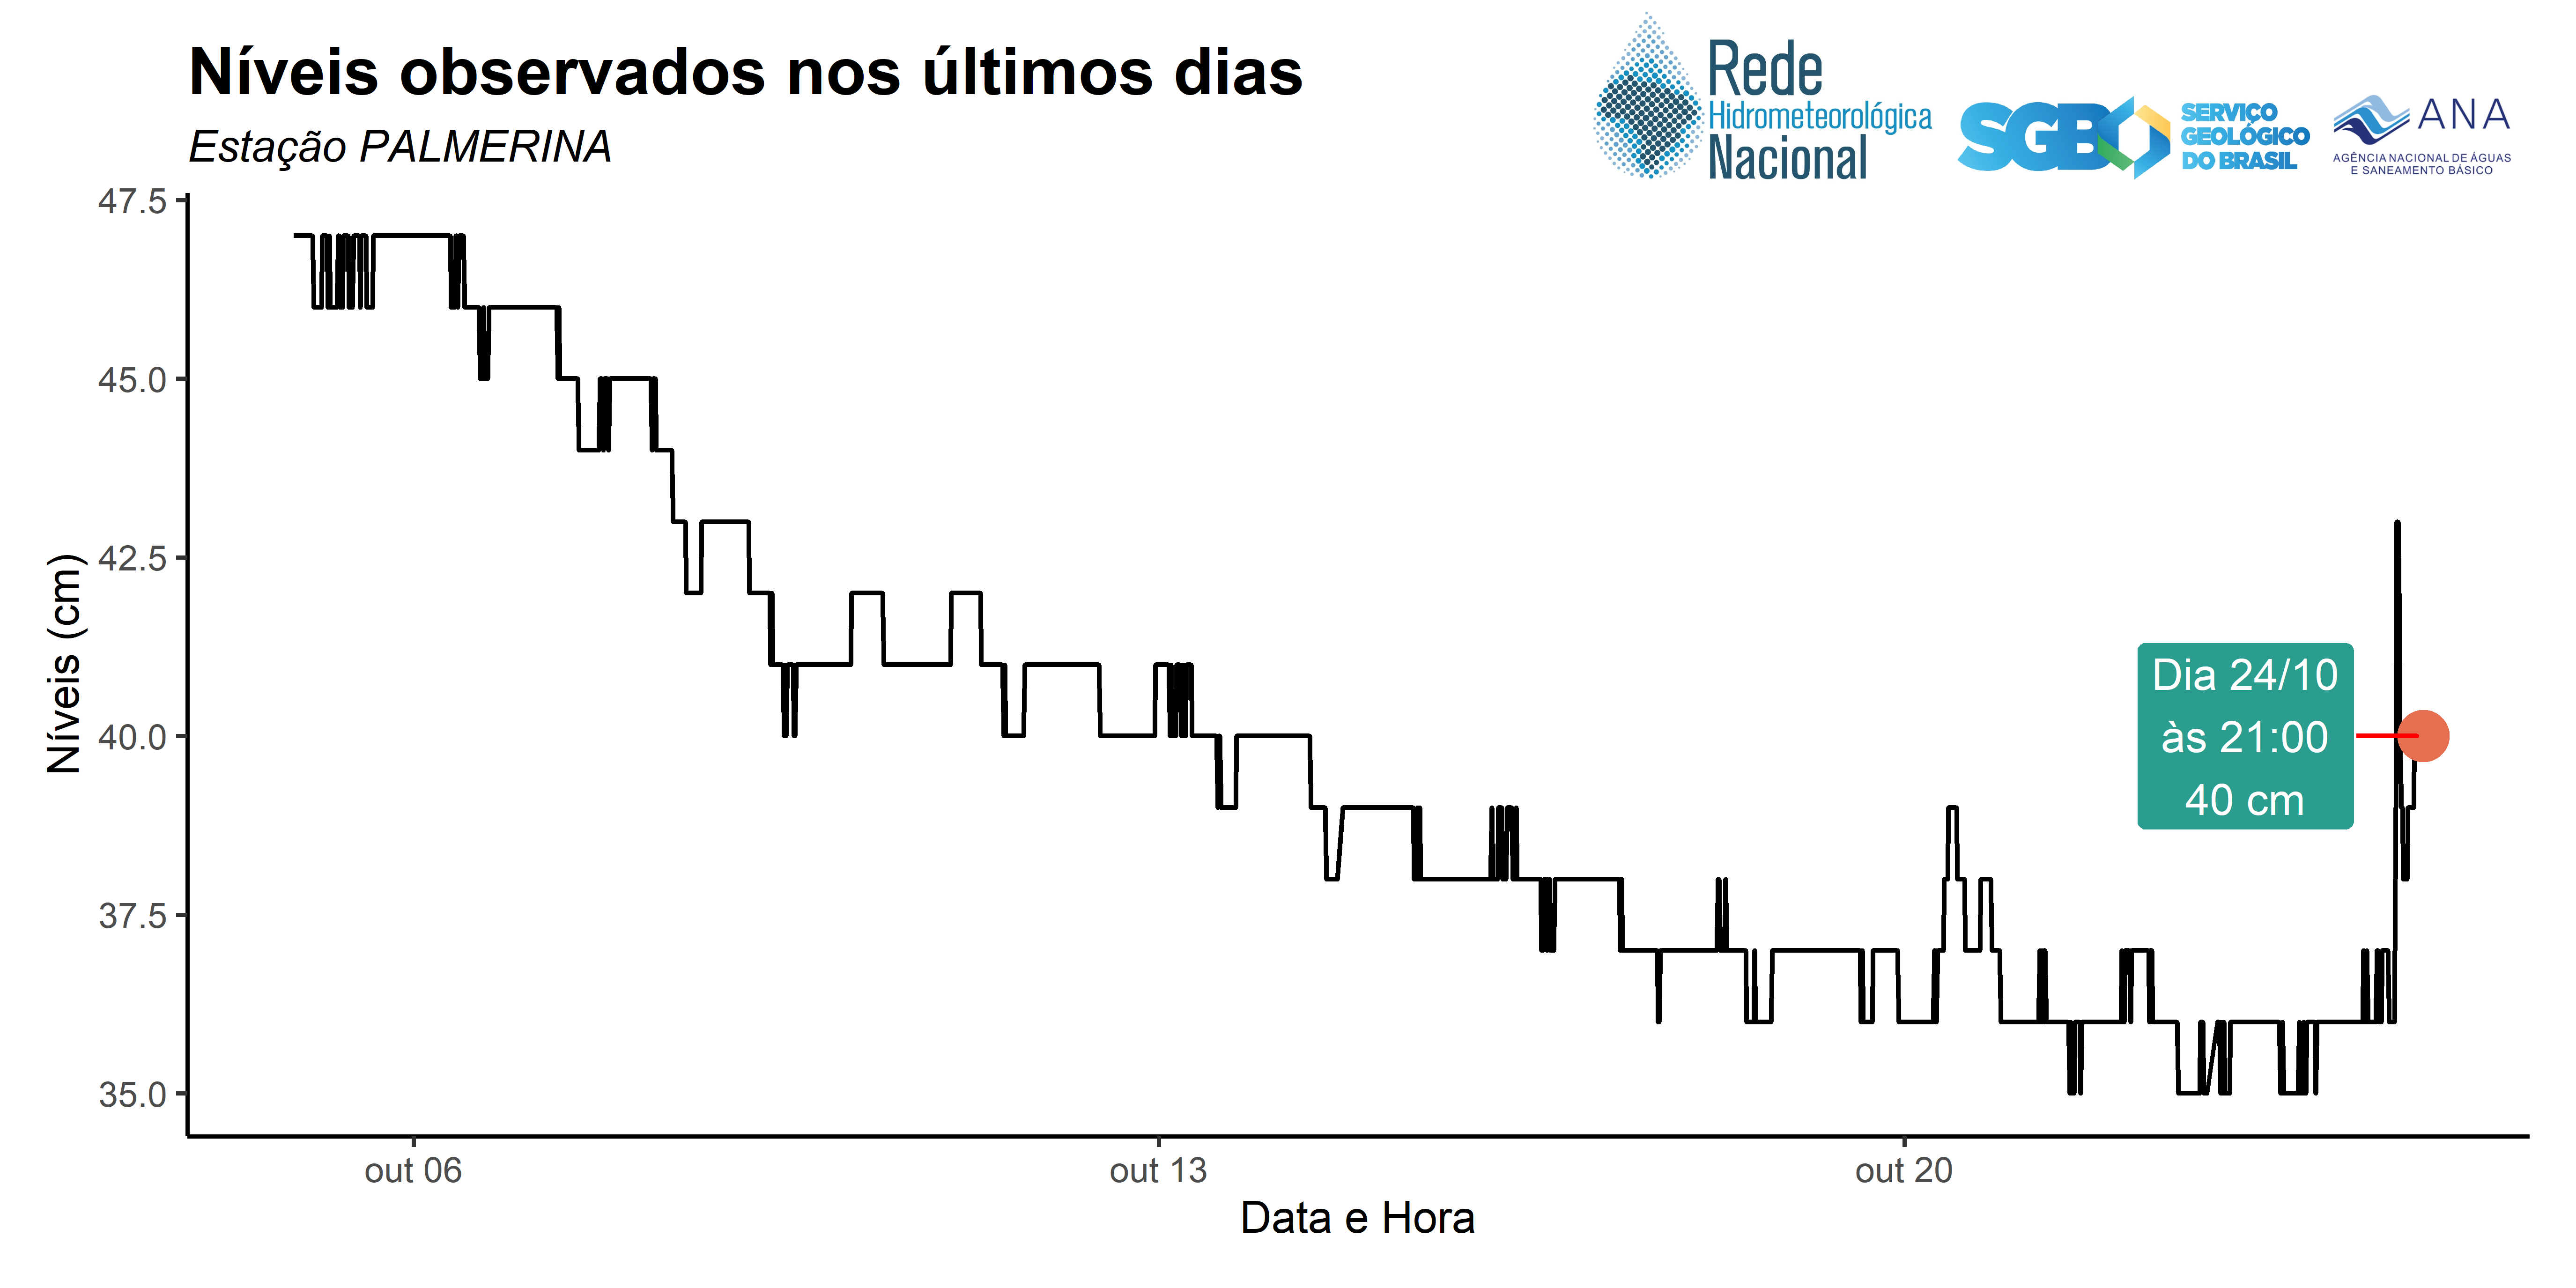 Níveis observados nos últimos dias
Estação PALMERINA
Rede
Hidrometeorológica
Nacional
SGB
SERVIÇO
GEOLÓGICO
DO BRASIL
ANA
AGÊNCIA NACIONAL DE ÁGUAS
E SANEAMENTO BÁSICO
Níveis (cm)
47.5
45.0
42.5
40.0
37.5
35.0
Dia 24/10
às 21:00
40 cm
out 06
out 13
out 20
Data e Hora